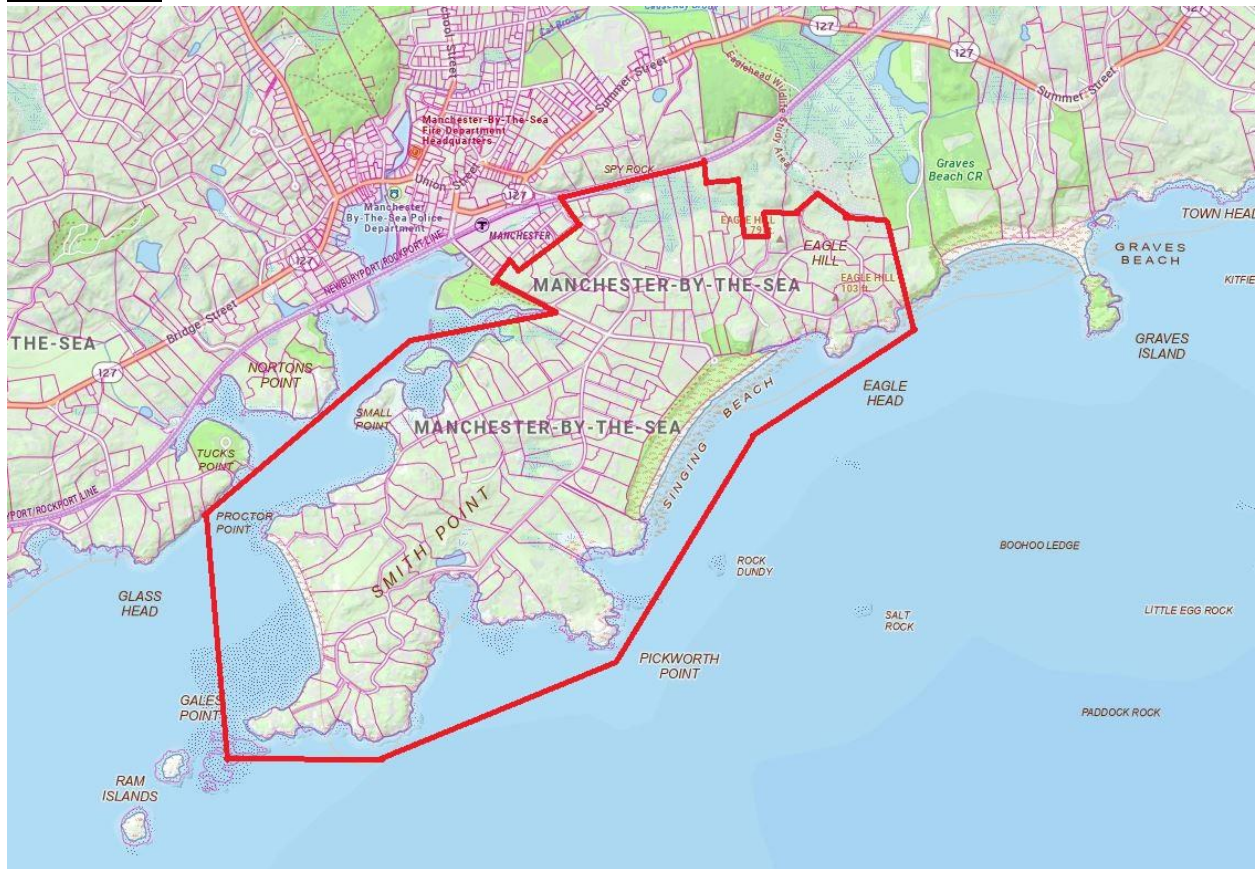 127
127
School Street
Cat Brook
Causeway Brook
Summer Street
Eaglehead Wildlife Study Area
Summer Street
Manchester-By-The-Sea
Fire Department
Headquarters
Union Street
SPY ROCK
Graves
Beach CR
127
Manchester
By-The-Sea Police
Department
T
MANCHESTER
TOWN HEAD
EAGLE HILL
79
EAGLE
HILL
GRAVES
BEACH
127
NEWBURYPORT/ROCKPORT LINE
MANCHESTER-BY-THE-SEA
EAGLE HILL
103 ft
KITFIE
Bridge Street
THE-SEA
127
NORTONS
POINT
GRAVES
ISLAND
EAGLE
HEAD
SMALL
POINT
MANCHESTER-BY-THE-SEA
SINGING BEACH
TUCKS
POINT
YPORT/ROCKPORT LINE
PROCTOR
POINT
SMITH POINT
BOOHOO LEDGE
ROCK
DUNDY
GLASS
HEAD
SALT
ROCK
LITTLE EGG ROCK
PICKWORTH
POINT
GALES
POINT
PADDOCK ROCK
RAM
ISLANDS